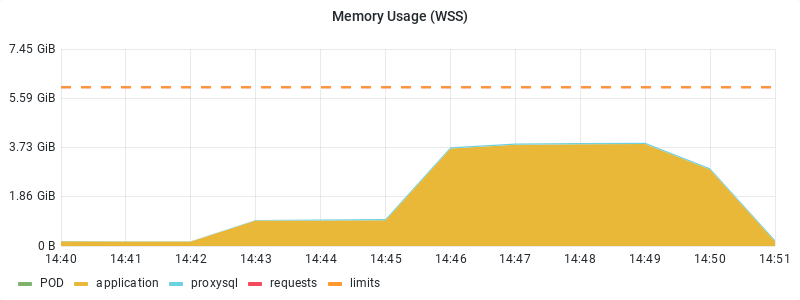 Memory Usage (WSS)
7.45 GiB
5.59 GiB
3.73 GiB
1.86 GiB
0 B
14:40 14:41 14:42 14:43 14:44 14:45 14:46 14:47 14:48 14:49 14:50 14:51
POD application proxysql requests limits